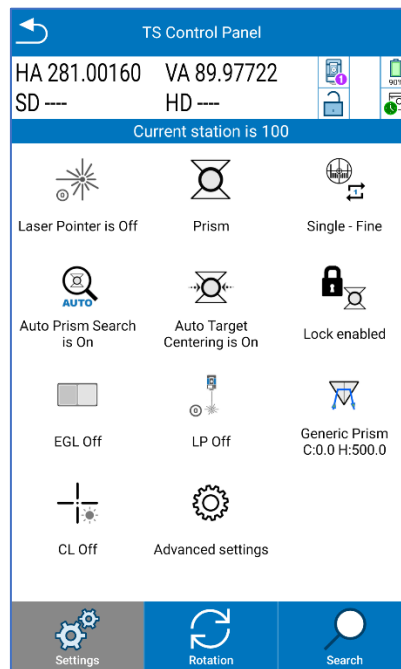 TS Control Panel
HA 281.00160 VA 89.97722
SD ---- HD ----
Current station is 100
Laser Pointer is Off
Prism
Single - Fine
AUTO
Auto Prism Search
is On
Auto Target
Centering is On
Lock enabled
EGL Off
LP Off
Generic Prism
C:0.0 H:500.0
CL Off
Advanced settings
Settings
Rotation
Search